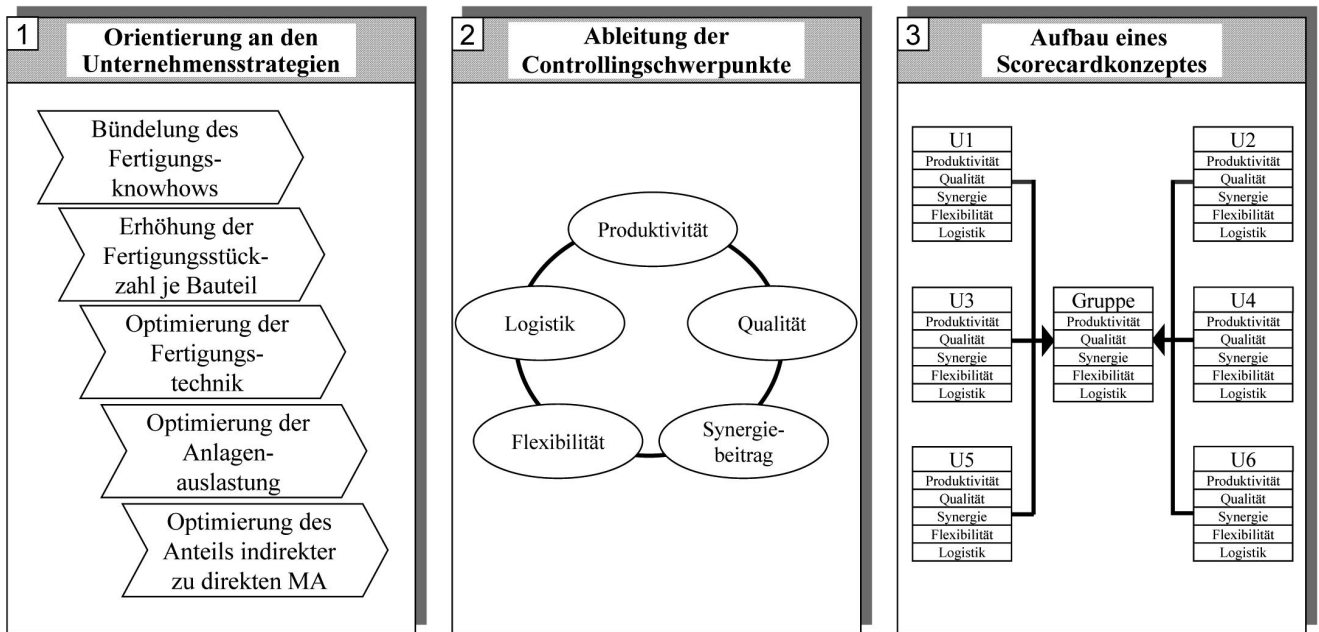 1
Orientierung an den
Unternehmensstrategien
Bündelung des
Fertigungs-
knowhows
Erhöhung der
Fertigungsstück-
zahl je Bauteil
Optimierung der
Fertigungs-
technik
Optimierung der
Anlagen-
auslastung
Optimierung des
Anteils indirekter
zu direkten MA
2
Ableitung der
Controllingschwerpunkte
Produktivität
Logistik
Qualität
Flexibilität
Synergie-
beitrag
3
Aufbau eines
Scorecardkonzeptes
U1
Produktivität
Qualität
Synergie
Flexibilität
Logistik
U2
Produktivität
Qualität
Synergie
Flexibilität
Logistik
U3
Produktivität
Qualität
Synergie
Flexibilität
Logistik
Gruppe
Produktivität
Qualität
Synergie
Flexibilität
Logistik
U4
Produktivität
Qualität
Synergie
Flexibilität
Logistik
U5
Produktivität
Qualität
Synergie
Flexibilität
Logistik
U6
Produktivität
Qualität
Synergie
Flexibilität
Logistik